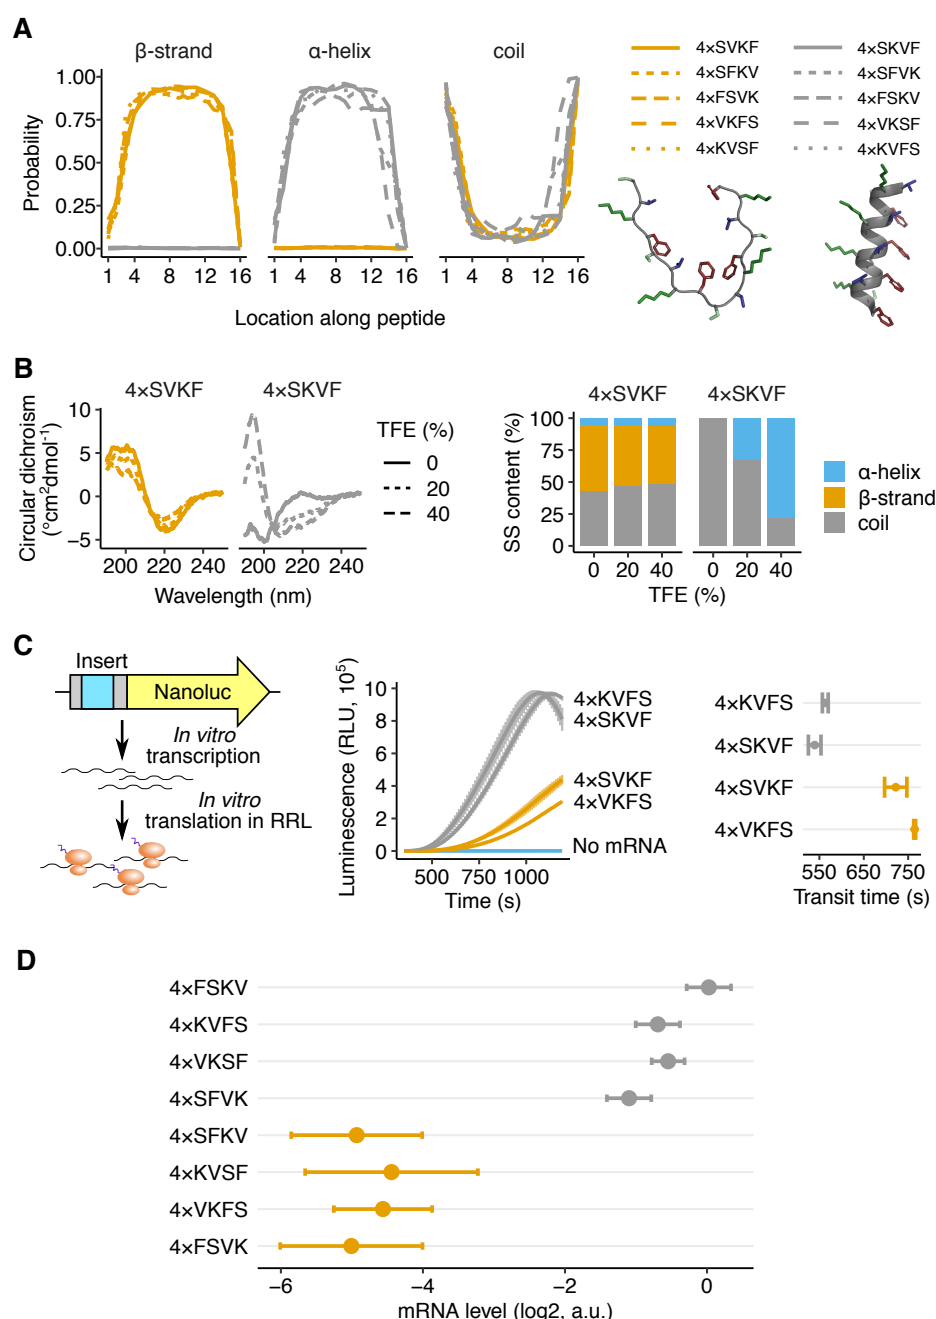 A
β-strand
α-helix
coil
Probability
1.00
0.75
0.50
0.25
0.00
1 4 8 12 16
1 4 8 12 16
1 4 8 12 16
Location along peptide
4×SVKF
4×SFKV
4×FSVK
4×VKFS
4×KVSF
4×SKVF
4×SFVK
4×FSKV
4×VKSF
4×KVFS
B
4×SVKF
4×SKVF
Circular dichroism
(°cm2dmol-1)
10
5
0
−5
200 220 240
200 220 240
Wavelength (nm)
TFE (%)
0
20
40
4×SVKF
4×SKVF
SS content (%)
100
75
50
25
0
0 20 40
0 20 40
TFE (%)
α-helix
β-strand
coil
C
Insert
Nanoluc
In vitro
transcription
In vitro
translation in RRL
Luminescence (RLU, 10⁵)
10
8
6
4
2
0
500 750 1000
Time (s)
4×KVFS
4×SKVF
4×SVKF
4×VKFS
No mRNA
4×KVFS
4×SKVF
4×SVKF
4×VKFS
550 650 750
Transit time (s)
D
4×FSKV
4×KVFS
4×VKSF
4×SFVK
4×SFKV
4×KVSF
4×VKFS
4×FSVK
−6 −4 −2 0
mRNA level (log2, a.u.)